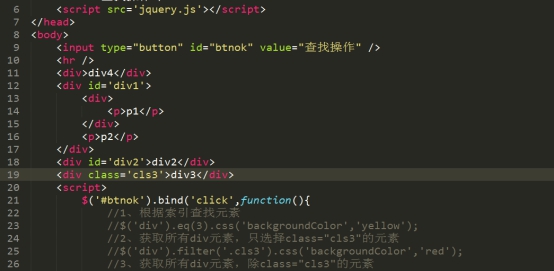 6 <script src='jquery.js'></script>
7 </head>
8 <body>
9 <input type="button" id="btnok" value="查找操作" />
10 <hr />
11 <div>div4</div>
12 <div id='div1'>
13 <div>
14 <p>p1</p>
15 </div>
16 <p>p2</p>
17 </div>
18 <div id='div2'>div2</div>
19 <div class='cls3'>div3</div>
20 <script>
21 $('#btnok').bind('click',function(){
22 //1、根据索引查找元素
23 //$('div').eq(3).css('backgroundColor','yellow');
24 //2、获取所有div元素，只选择class="cls3"的元素
25 //$('div').filter('.cls3').css('backgroundColor','red');
26 //3、获取所有div元素，除class="cls3"的元素